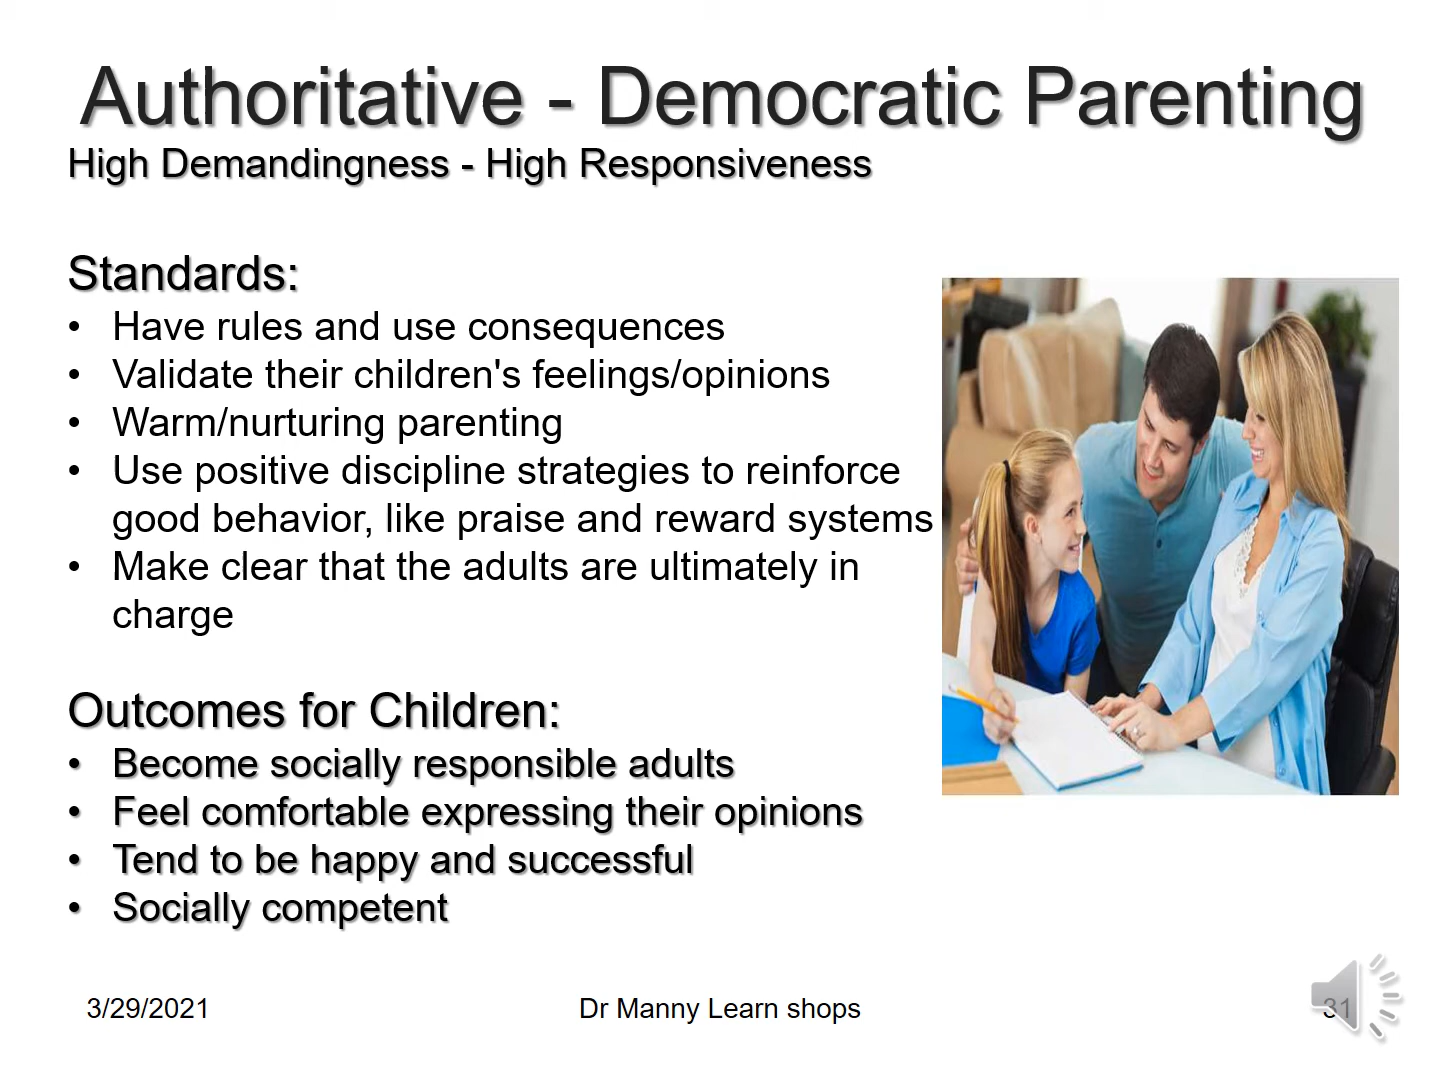 Authoritative - Democratic Parenting
High Demandingness - High Responsiveness
Standards:
• Have rules and use consequences
• Validate their children's feelings/opinions
• Warm/nurturing parenting
• Use positive discipline strategies to reinforce
good behavior, like praise and reward systems
• Make clear that the adults are ultimately in
charge
Outcomes for Children:
• Become socially responsible adults
• Feel comfortable expressing their opinions
• Tend to be happy and successful
• Socially competent
3/29/2021
Dr Manny Learn shops
31